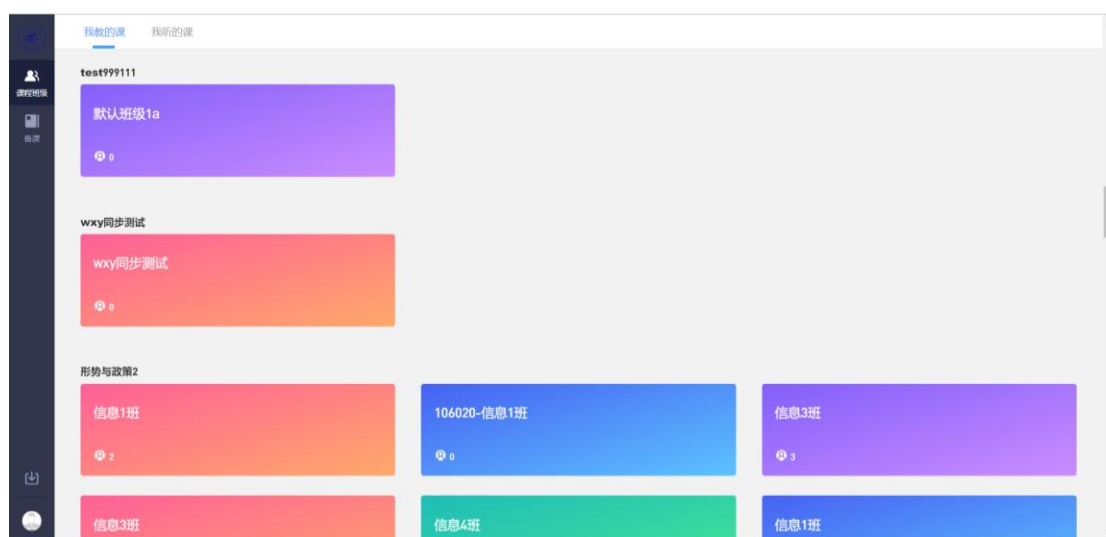 我教的课 我听的课
课程班级
备课
test999111
默认班级1a
0
wxy同步测试
wxy同步测试
0
形势与政策2
信息1班 106020-信息1班 信息3班
2 0 3
信息3班 信息4班 信息1班